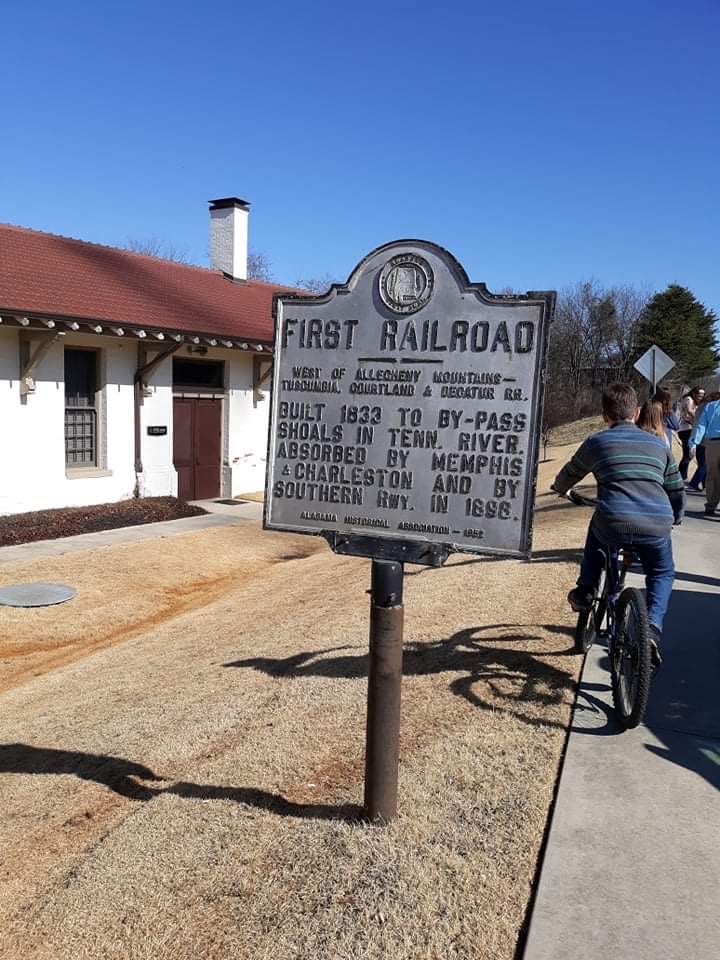 FIRST RAILROAD
WEST OF ALLEGHENY MOUNTAINS—
TUSCUMBIA, COURTLAND & DECATUR RR.
BUILT 1833 TO BY-PASS
SHOALS IN TENN. RIVER.
ABSORBED BY MEMPHIS
& CHARLESTON AND BY
SOUTHERN RWY. IN 1898.
ALABAMA HISTORICAL ASSOCIATION — 1952